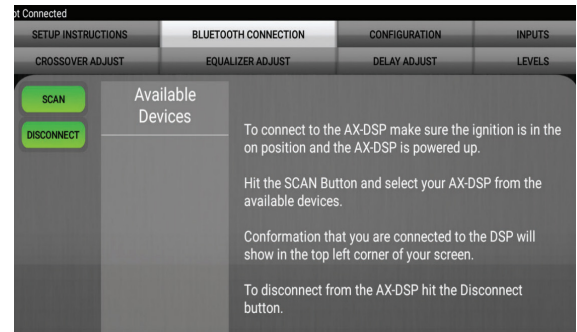 ot Connected
SETUP INSTRUCTIONS BLUETOOTH CONNECTION CONFIGURATION INPUTS
CROSSOVER ADJUST EQUALIZER ADJUST DELAY ADJUST LEVELS
SCAN
DISCONNECT
Available
Devices
To connect to the AX-DSP make sure the ignition is in the
on position and the AX-DSP is powered up.
Hit the SCAN Button and select your AX-DSP from the
available devices.
Conformation that you are connected to the DSP will
show in the top left corner of your screen.
To disconnect from the AX-DSP hit the Disconnect
button.